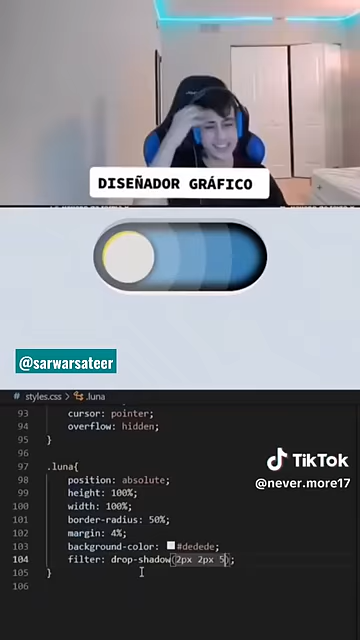 DISEÑADOR GRÁFICO
@sarwarsateer
# styles.css > .luna
93 cursor: pointer;
94 overflow: hidden;
95 }
96
97 .luna{
98 position: absolute;
99 height: 100%;
100 width: 100%;
101 border-radius: 50%;
102 margin: 4%;
103 background-color: #dedede;
104 filter: drop-shadow(2px 2px 5);
105 }
106
TikTok
@never.more17